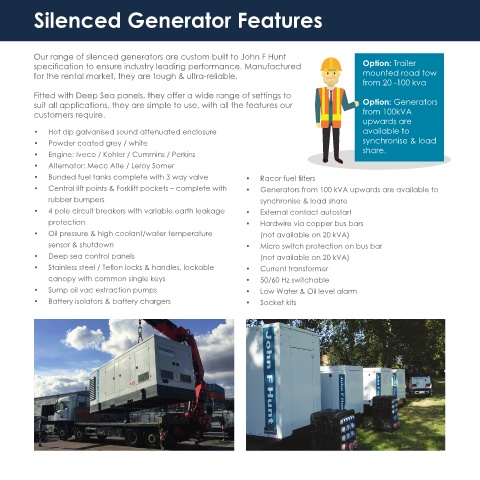 Silenced Generator Features
Our range of silenced generators are custom built to John F Hunt
specification to ensure industry leading performance. Manufactured
for the rental market, they are tough & ultra-reliable.
Fitted with Deep Sea panels, they offer a wide range of settings to
suit all applications, they are simple to use, with all the features our
customers require.
Option: Trailer
mounted road tow
from 20 -100 kva
Option: Generators
from 100kVA
upwards are
available to
synchronise & load
share.
• Hot dip galvanised sound attenuated enclosure
• Powder coated grey / white
• Engine: Iveco / Kohler / Cummins / Perkins
• Alternator: Mecc Alte / Leroy Somer
• Bunded fuel tanks complete with 3 way valve
• Central lift points & Forklift pockets – complete with
rubber bumpers
• 4 pole circuit breakers with variable earth leakage
protection
• Oil pressure & high coolant/water temperature
sensor & shutdown
• Deep sea control panels
• Stainless steel / Teflon locks & handles, lockable
canopy with common single keys
• Sump oil vac extraction pumps
• Battery isolators & battery chargers
• Racor fuel filters
• Generators from 100 kVA upwards are available to
synchronise & load share
• External contact autostart
• Hardwire via copper bus bars
(not available on 20 kVA)
• Micro switch protection on bus bar
(not available on 20 kVA)
• Current transformer
• 50/60 Hz switchable
• Low Water & Oil level alarm
• Socket kits
John F Hunt
John F Hunt